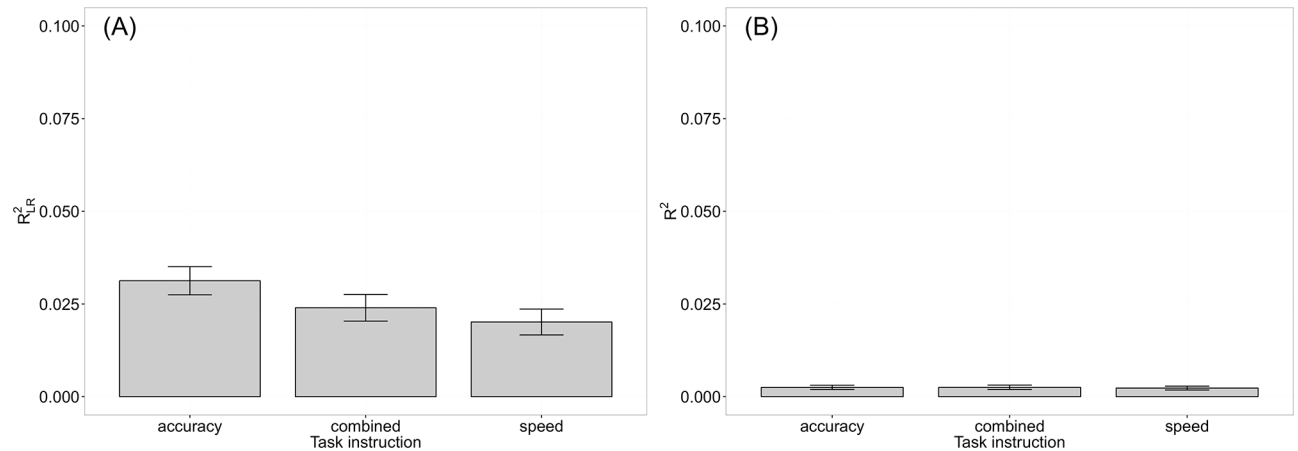 (A)
0.100
0.075
0.050
0.025
0.000
R²LR
accuracy combined speed
Task instruction
(B)
0.100
0.075
0.050
0.025
0.000
R²
accuracy combined speed
Task instruction